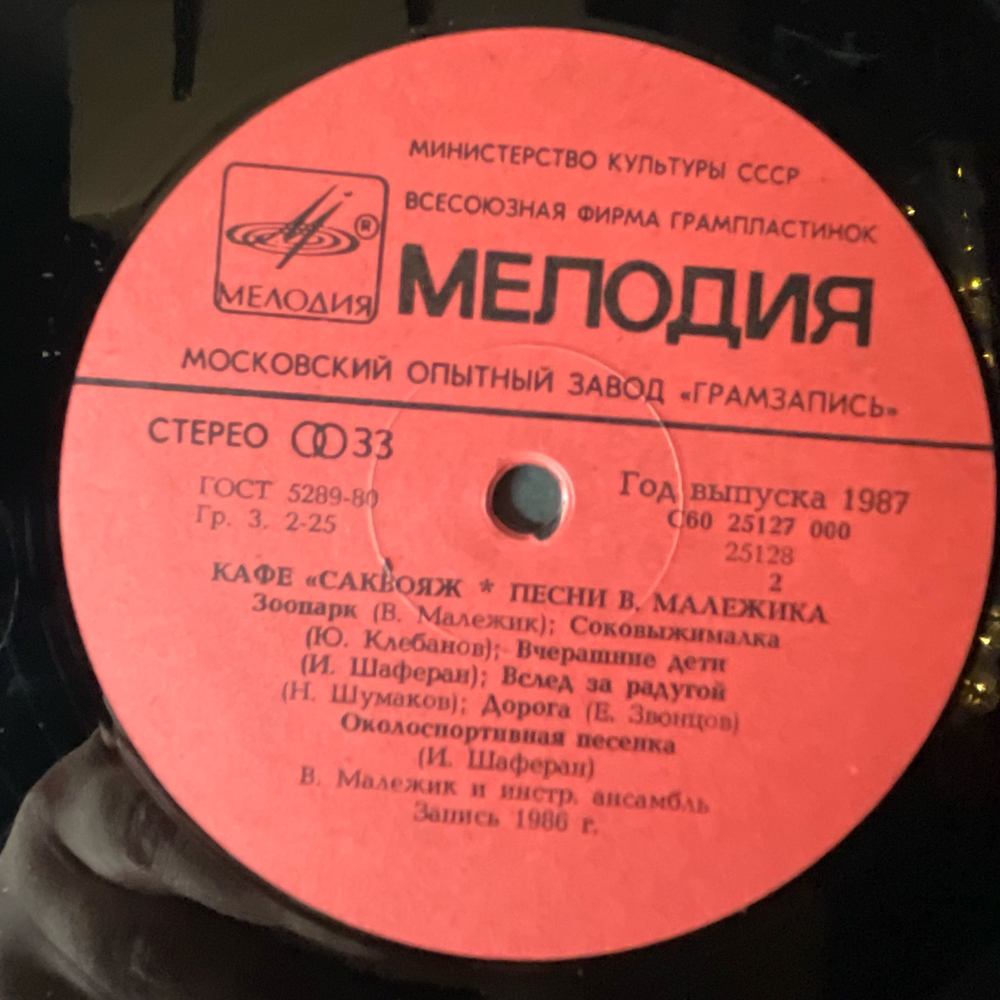 МИНИСТЕРСТВО КУЛЬТУРЫ СССР
ВСЕСОЮЗНАЯ ФИРМА ГРАМПЛАСТИНОК
®
МЕЛОДИЯ
МЕЛОДИЯ
МОСКОВСКИЙ ОПЫТНЫЙ ЗАВОД «ГРАМЗАПИСЬ»
СТЕРЕО 33
ГОСТ 5289-80
Гр. 3. 2-25
Год выпуска 1987
С60 25127 000
25128
2
КАФЕ «САКВОЯЖ * ПЕСНИ В. МАЛЕЖИКА
Зоопарк (В. Малежик); Соковыжималка
(Ю. Клебанов); Вчерашние дети
(И. Шаферан); Вслед за радугой
(Н. Шумаков); Дорога (Е. Звонцов)
Околоспортивная песенка
(И. Шаферан)
В. Малежик и инстр. ансамбль
Запись 1986 г.